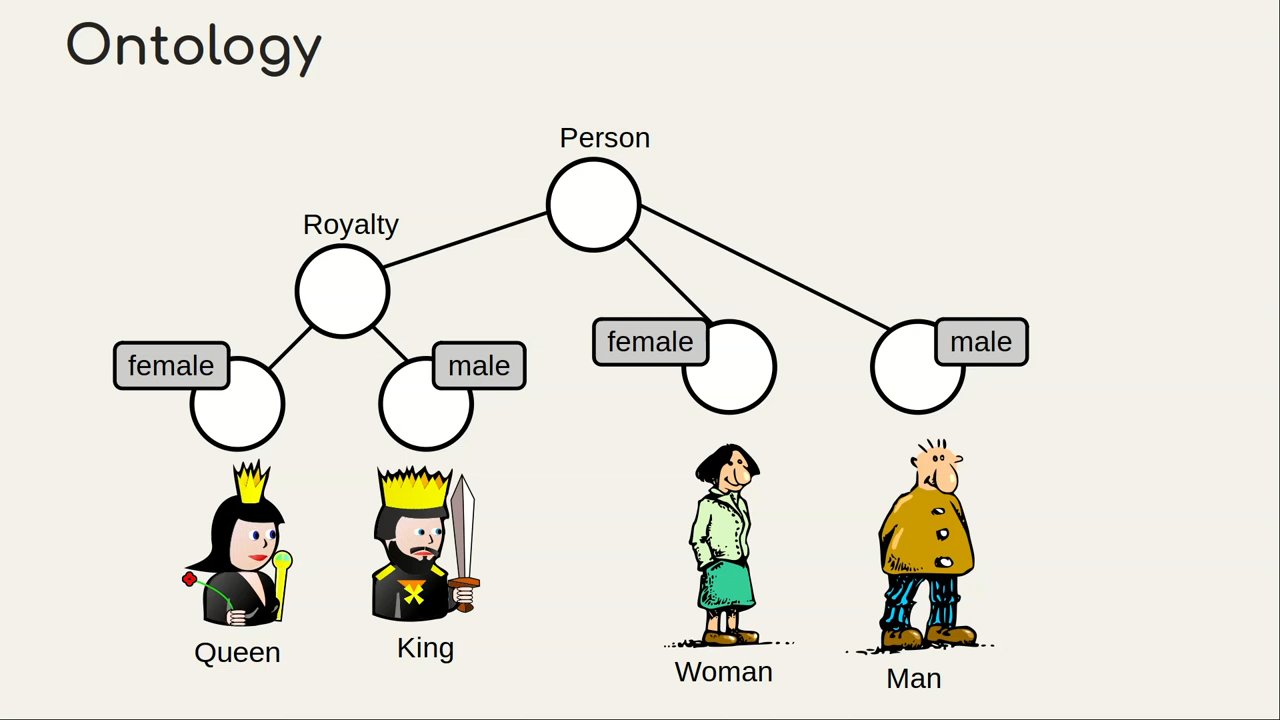 Ontology
Person
Royalty
female
male
female
male
Queen
King
Woman
Man